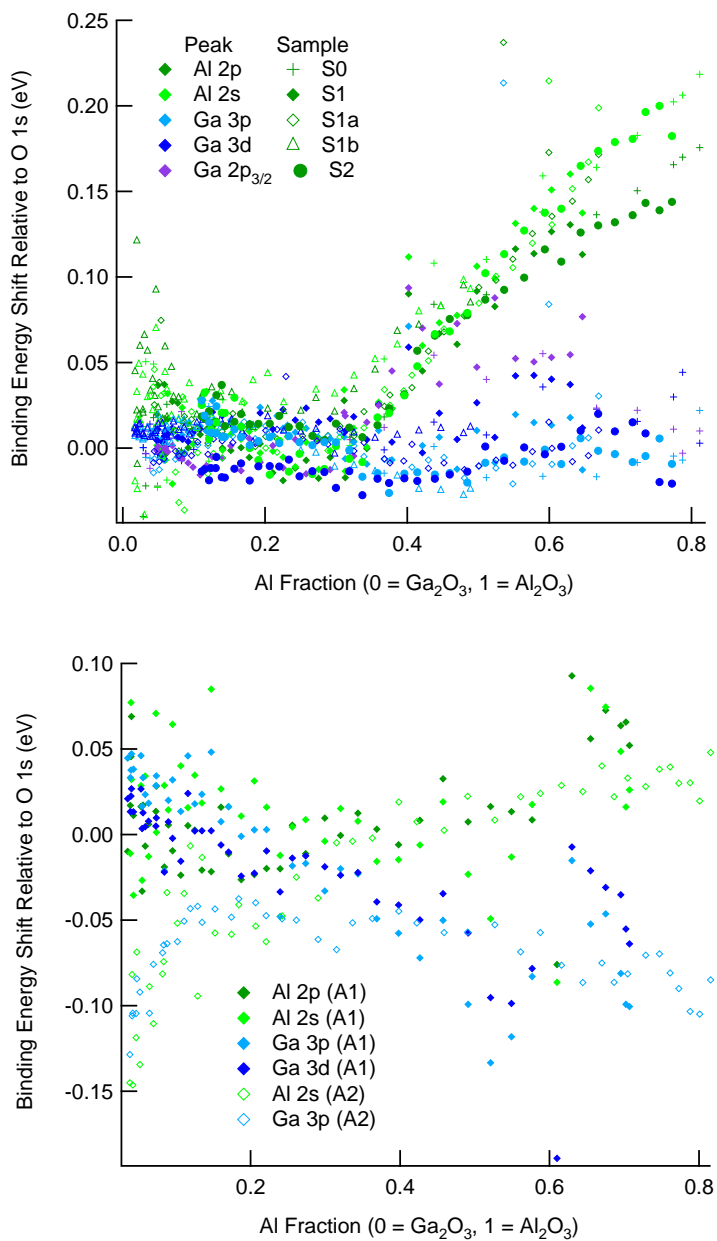 0.25
0.20
0.15
0.10
0.05
0.00
Binding Energy Shift Relative to O 1s (eV)
Peak Sample
Al 2p S0
Al 2s S1
Ga 3p S1a
Ga 3d S1b
Ga 2p3/2 S2
0.0 0.2 0.4 0.6 0.8
Al Fraction (0 = Ga2O3, 1 = Al2O3)
0.10
0.05
0.00
-0.05
-0.10
-0.15
Binding Energy Shift Relative to O 1s (eV)
Al 2p (A1)
Al 2s (A1)
Ga 3p (A1)
Ga 3d (A1)
Al 2s (A2)
Ga 3p (A2)
0.2 0.4 0.6 0.8
Al Fraction (0 = Ga2O3, 1 = Al2O3)